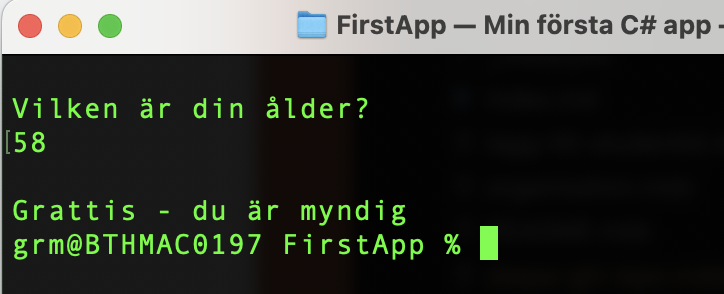 FirstApp — Min första C# app -
Vilken är din ålder?
58
Grattis - du är myndig
grm@BTHMAC0197 FirstApp %